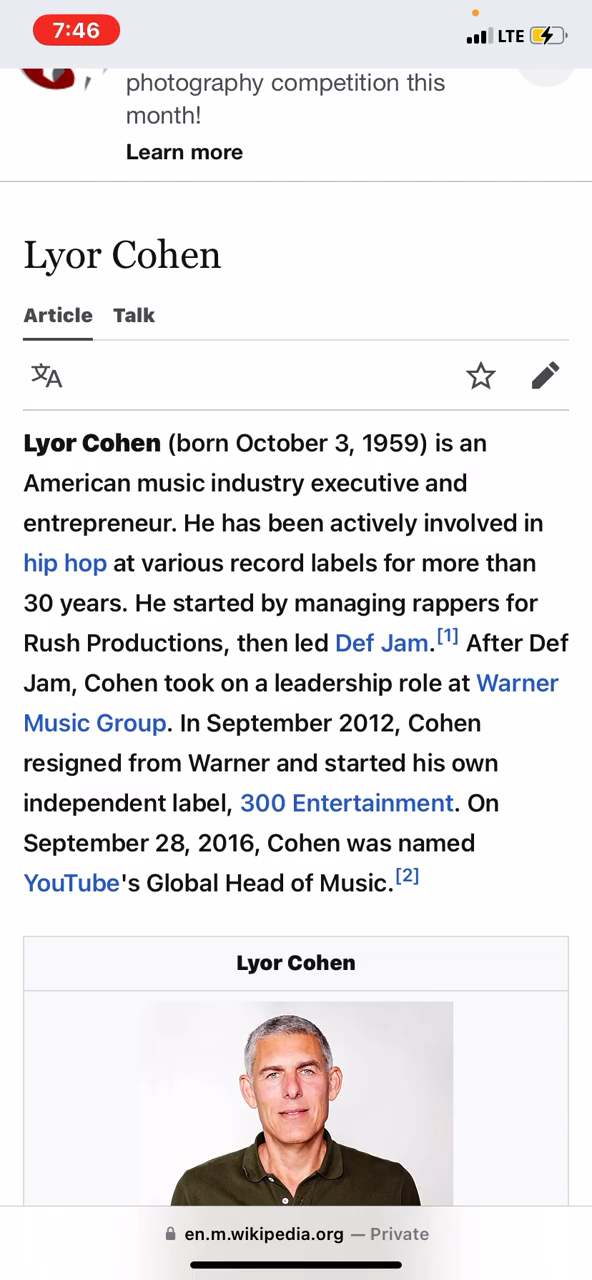 7:46
LTE
photography competition this
month!
Learn more
Lyor Cohen
Article Talk
Lyor Cohen (born October 3, 1959) is an
American music industry executive and
entrepreneur. He has been actively involved in
hip hop at various record labels for more than
30 years. He started by managing rappers for
Rush Productions, then led Def Jam.[1] After Def
Jam, Cohen took on a leadership role at Warner
Music Group. In September 2012, Cohen
resigned from Warner and started his own
independent label, 300 Entertainment. On
September 28, 2016, Cohen was named
YouTube's Global Head of Music.[2]
Lyor Cohen
en.m.wikipedia.org — Private